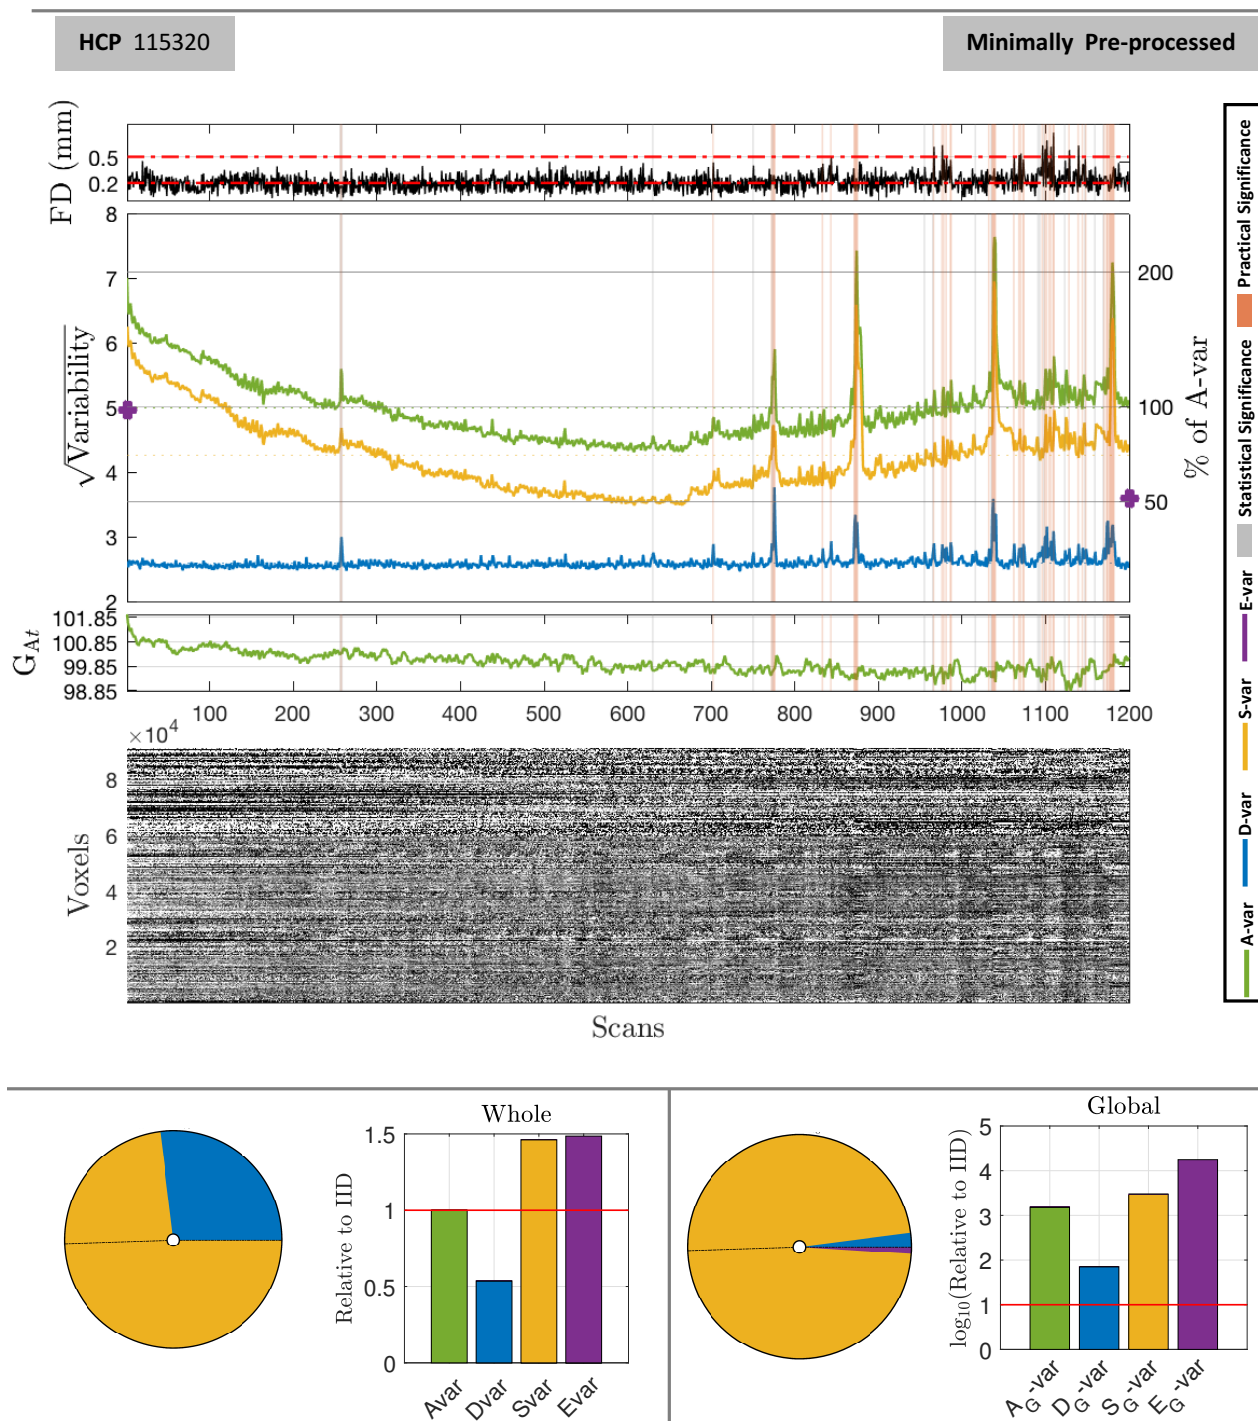 HCP 115320
Minimally Pre-processed
FD (mm)
0.5
0.2
√Variability
8
7
6
5
4
3
2
% of A-var
200
100
50
G_At
101.85
100.85
99.85
98.85
100 200 300 400 500 600 700 800 900 1000 1100 1200
×10⁴
Voxels
8
6
4
2
Scans
A-var D-var S-var E-var Statistical Significance Practical Significance
Whole
Relative to IID
1.5
1
0.5
0
Avar Dvar Svar Evar
Global
log₁₀(Relative to IID)
5
4
3
2
1
0
A_G-var D_G-var S_G-var E_G-var